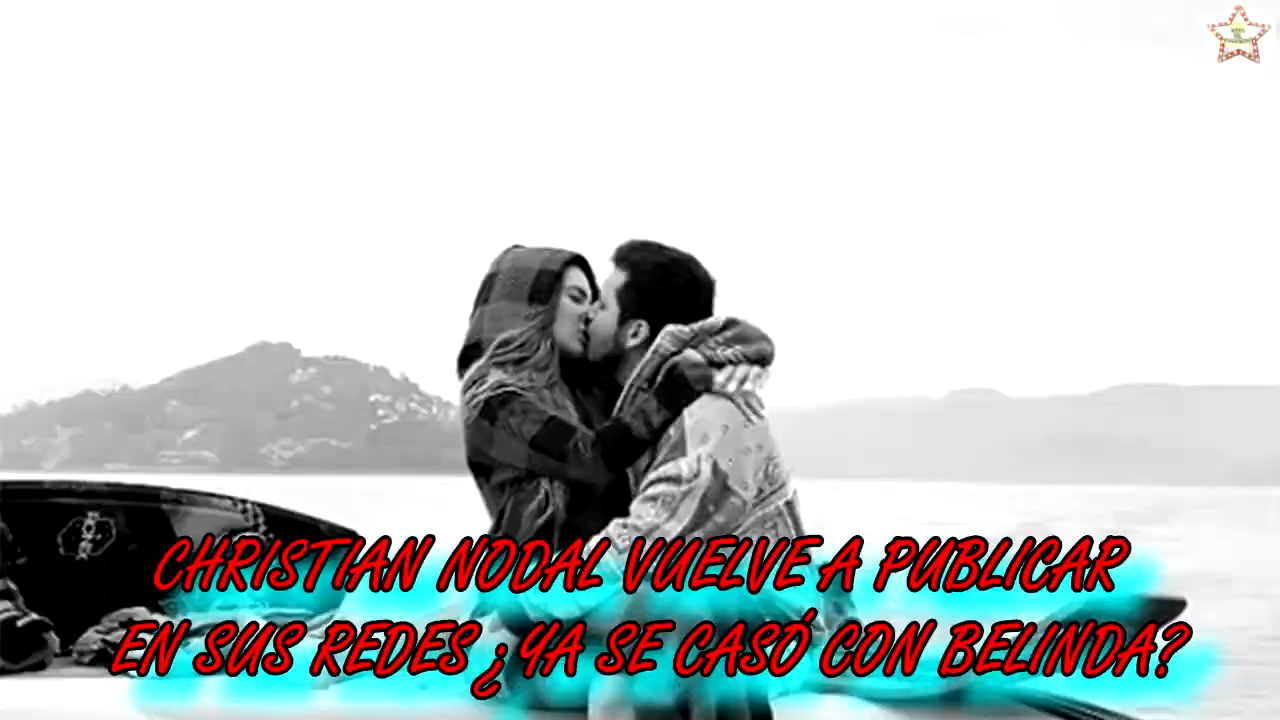 CHRISTIAN NODAL VUELVE A PUBLICAR
EN SUS REDES ¿YA SE CASÓ CON BELINDA?